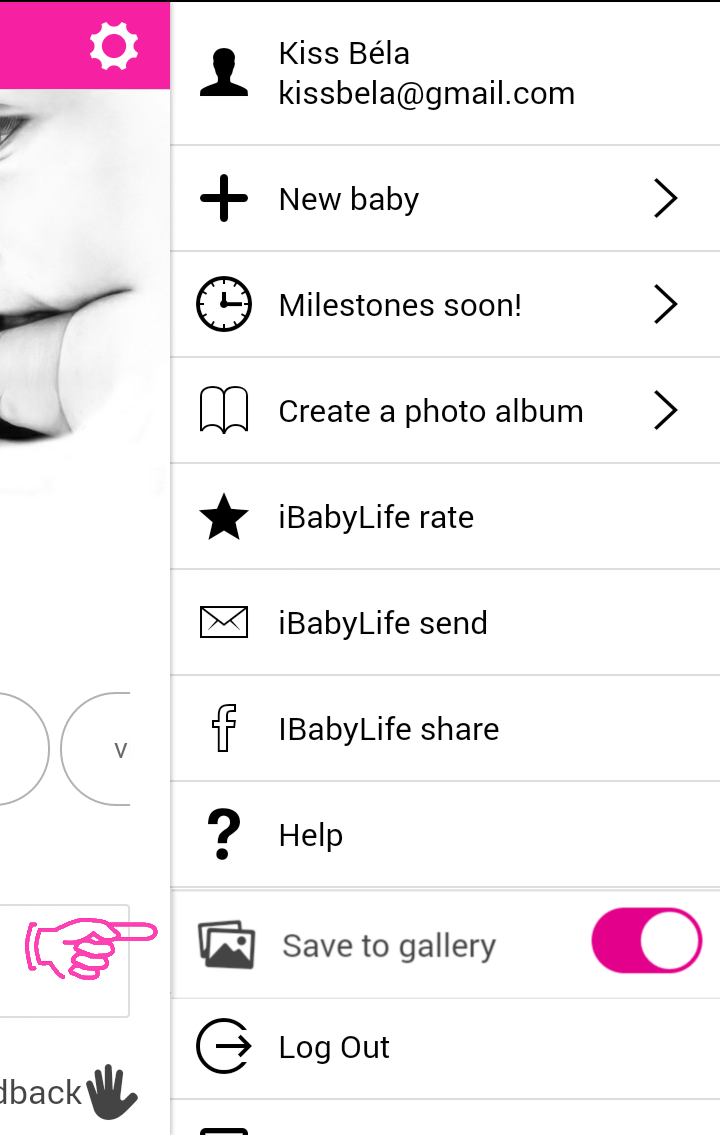 Kiss Béla
kissbela@gmail.com
New baby
Milestones soon!
Create a photo album
iBabyLife rate
iBabyLife send
v
IBabyLife share
Help
Save to gallery
Log Out
dback